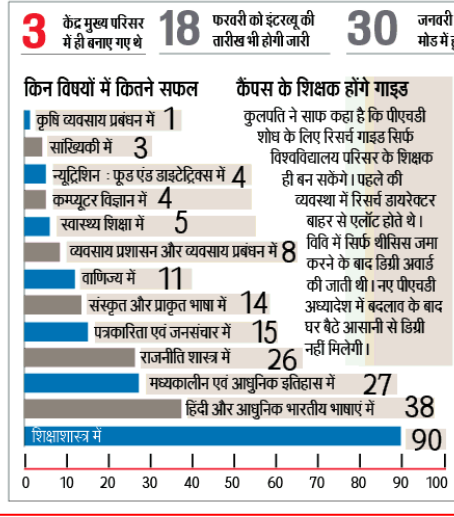 3 केंद्र मुख्य परिसर
में ही बनाए गए थे
18 फरवरी को इंटरव्यू की
तारीख भी होगी जारी
30 जनवरी
मोड में
किन विषयों में कितने सफल
कृषि व्यवसाय प्रबंधन में 1
सांख्यिकी में 3
न्यूट्रिशिन : फूड एंड डाइटेट्रिक्स में 4
कम्प्यूटर विज्ञान में 4
स्वास्थ्य शिक्षा में 5
व्यवसाय प्रशासन और व्यवसाय प्रबंधन में 8
वाणिज्य में 11
संस्कृत और प्राकृत भाषा में 14
पत्रकारिता एवं जनसंचार में 15
राजनीति शास्त्र में 26
मध्यकालीन एवं आधुनिक इतिहास में 27
हिंदी और आधुनिक भारतीय भाषाएं में 38
शिक्षाशास्त्र में 90
0 10 20 30 40 50 60 70 80 90 100
कैंपस के शिक्षक होंगे गाइड
कुलपति ने साफ कहा है कि पीएचडी
शोध के लिए रिसर्च गाइड सिर्फ
विश्वविद्यालय परिसर के शिक्षक
ही बन सकेंगे। पहले की
व्यवस्था में रिसर्च डायरेक्टर
बाहर से एलॉट होते थे।
विवि में सिर्फ थीसिस जमा
करने के बाद डिग्री अवार्ड
की जाती थी। नए पीएचडी
अध्यादेश में बदलाव के बाद
घर बैठे आसानी से डिग्री
नहीं मिलेगी।